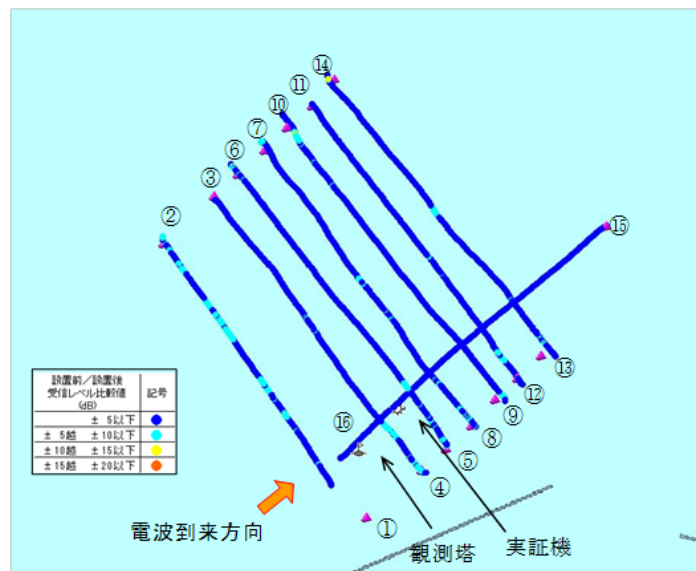 ⑭
⑪
⑩
⑦
⑥
③
②
⑮
設置前/設置後
受信レベル比較値
(dB)
記号
± 5以下
± 5超 ±10以下
±10超 ±15以下
±15超 ±20以下
⑬
⑫
⑨
⑯
⑧
⑤
④
①
電波到来方向
観測塔
実証機